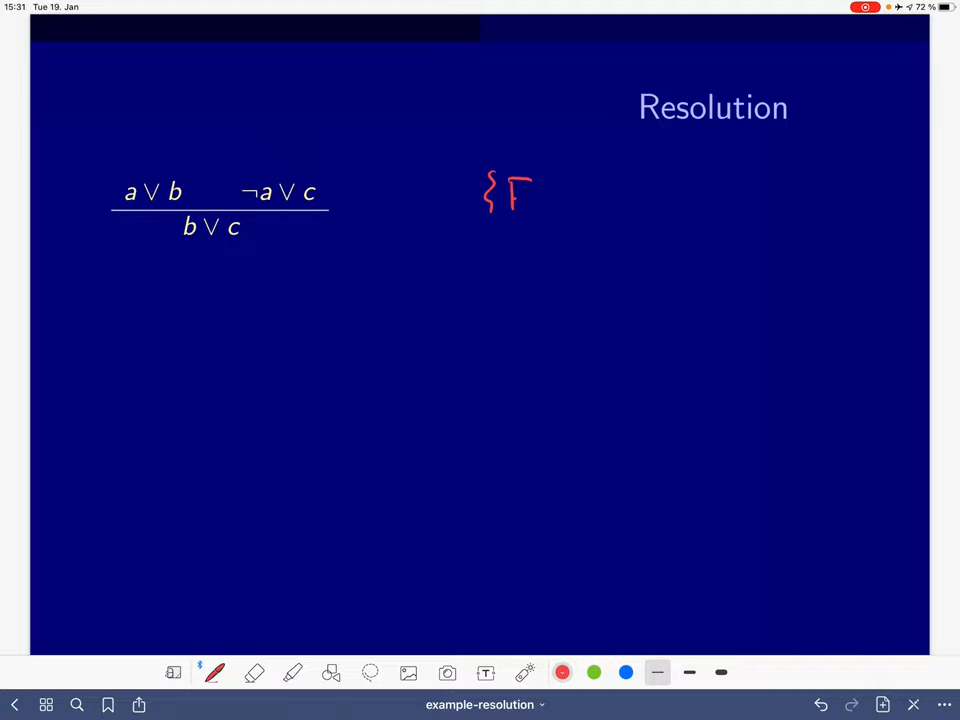 15:31 Tue 19. Jan 72 %
Resolution
a ∨ b ¬a ∨ c
b ∨ c
{ F
T
example-resolution